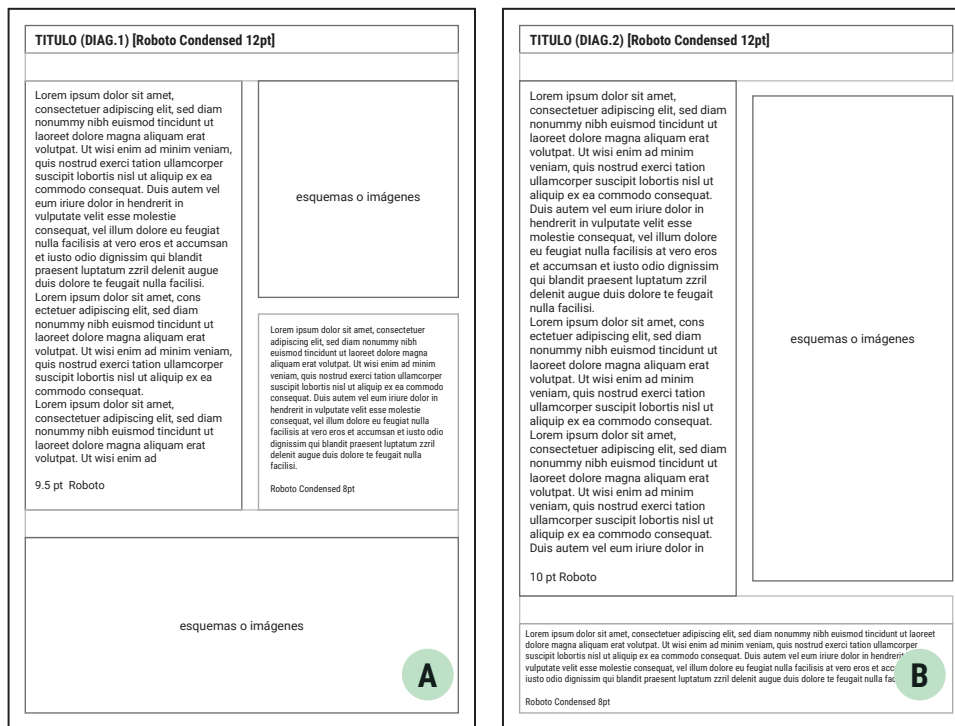 TITULO (DIAG.1) [Roboto Condensed 12pt]
Lorem ipsum dolor sit amet,
consectetuer adipiscing elit, sed diam
nonummy nibh euismod tincidunt ut
laoreet dolore magna aliquam erat
volutpat. Ut wisi enim ad minim veniam,
quis nostrud exerci tation ullamcorper
suscipit lobortis nisl ut aliquip ex ea
commodo consequat. Duis autem vel
eum iriure dolor in hendrerit in
vulputate velit esse molestie
consequat, vel illum dolore eu feugiat
nulla facilisis at vero eros et accumsan
et iusto odio dignissim qui blandit
praesent luptatum zzril delenit augue
duis dolore te feugait nulla facilisi.
Lorem ipsum dolor sit amet, cons
ectetuer adipiscing elit, sed diam
nonummy nibh euismod tincidunt ut
laoreet dolore magna aliquam erat
volutpat. Ut wisi enim ad minim veniam,
quis nostrud exerci tation ullamcorper
suscipit lobortis nisl ut aliquip ex ea
commodo consequat.
Lorem ipsum dolor sit amet,
consectetuer adipiscing elit, sed diam
nonummy nibh euismod tincidunt ut
laoreet dolore magna aliquam erat
volutpat. Ut wisi enim ad
9.5 pt Roboto
esquemas o imágenes
Lorem ipsum dolor sit amet, consectetuer
adipiscing elit, sed diam nonummy nibh
euismod tincidunt ut laoreet dolore magna
aliquam erat volutpat. Ut wisi enim ad minim
veniam, quis nostrud exerci tation ullamcorper
suscipit lobortis nisl ut aliquip ex ea commodo
consequat. Duis autem vel eum iriure dolor in
hendrerit in vulputate velit esse molestie
consequat, vel illum dolore eu feugiat nulla
facilisis at vero eros et accumsan et iusto odio
dignissim qui blandit praesent luptatum zzril
delenit augue duis dolore te feugait nulla
facilisi.
Roboto Condensed 8pt
esquemas o imágenes
A
TITULO (DIAG.2) [Roboto Condensed 12pt]
Lorem ipsum dolor sit amet,
consectetuer adipiscing elit, sed diam
nonummy nibh euismod tincidunt ut
laoreet dolore magna aliquam erat
volutpat. Ut wisi enim ad minim
veniam, quis nostrud exerci tation
ullamcorper suscipit lobortis nisl ut
aliquip ex ea commodo consequat.
Duis autem vel eum iriure dolor in
hendrerit in vulputate velit esse
molestie consequat, vel illum dolore
eu feugiat nulla facilisis at vero eros
et accumsan et iusto odio dignissim
qui blandit praesent luptatum zzril
delenit augue duis dolore te feugait
nulla facilisi.
Lorem ipsum dolor sit amet, cons
ectetuer adipiscing elit, sed diam
nonummy nibh euismod tincidunt ut
laoreet dolore magna aliquam erat
volutpat. Ut wisi enim ad minim
veniam, quis nostrud exerci tation
ullamcorper suscipit lobortis nisl ut
aliquip ex ea commodo consequat.
Lorem ipsum dolor sit amet,
consectetuer adipiscing elit, sed diam
nonummy nibh euismod tincidunt ut
laoreet dolore magna aliquam erat
volutpat. Ut wisi enim ad minim
veniam, quis nostrud exerci tation
ullamcorper suscipit lobortis nisl ut
aliquip ex ea commodo consequat.
Duis autem vel eum iriure dolor in
10 pt Roboto
esquemas o imágenes
Lorem ipsum dolor sit amet, consectetuer adipiscing elit, sed diam nonummy nibh euismod tincidunt ut laoreet
dolore magna aliquam erat volutpat. Ut wisi enim ad minim veniam, quis nostrud exerci tation ullamcorper
suscipit lobortis nisl ut aliquip ex ea commodo consequat. Duis autem vel eum iriure dolor in
vulputate velit esse molestie consequat, vel illum dolore eu feugiat nulla facilisis at vero eros et
iusto odio dignissim qui blandit praesent luptatum zzril delenit augue duis dolore te feugait nulla
Roboto Condensed 8pt
B